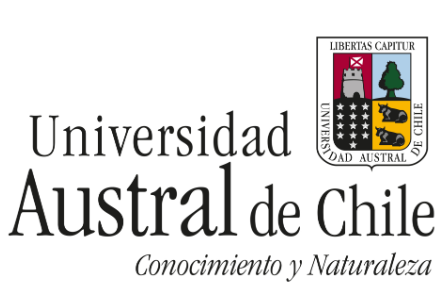 LIBERTAS CAPITUR
UNIVERSIDAD AUSTRAL DE CHILE
Universidad
Austral de Chile
Conocimiento y Naturaleza